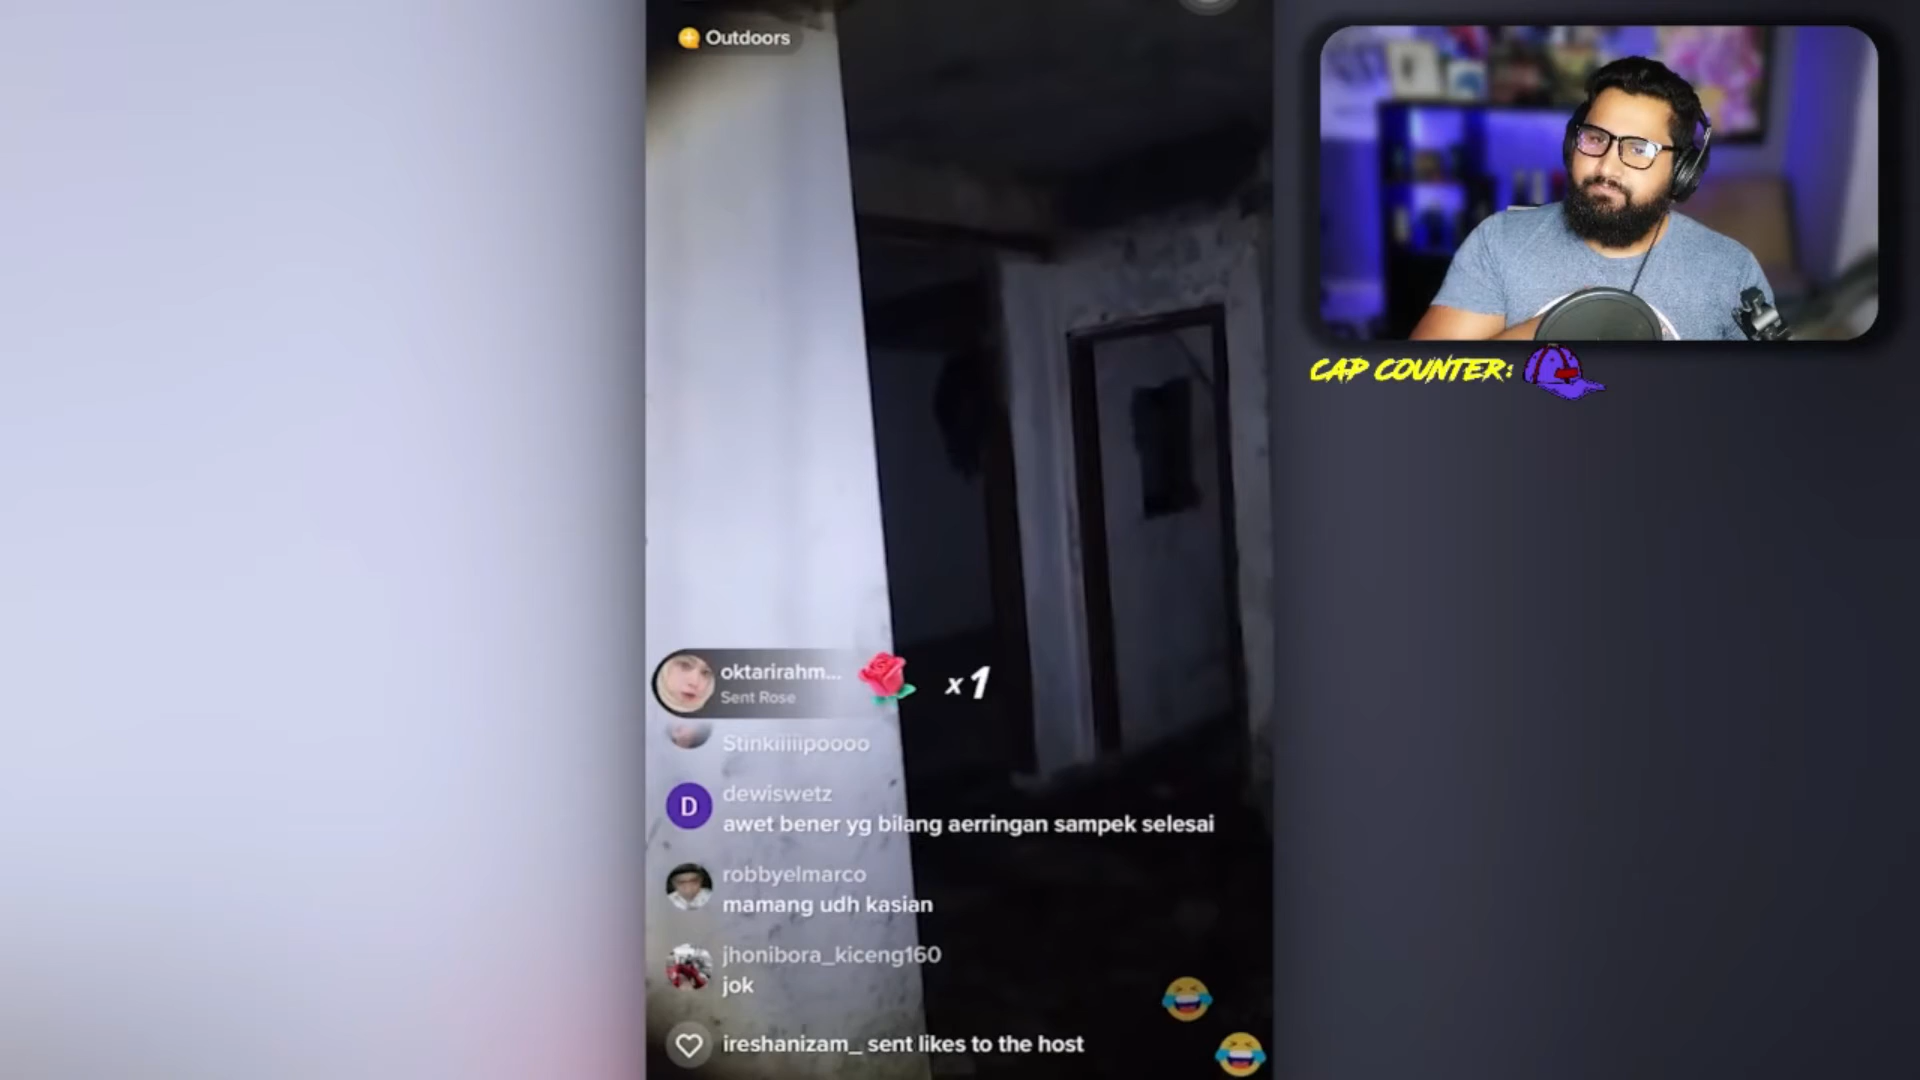 Outdoors
CAP COUNTER:
oktarirahm...
Sent Rose
x1
Stinkiiiiipoooo
D
dewiswetz
awet bener yg bilang aerringan sampek selesai
robbyelmarco
mamang udh kasian
jhonibora_kiceng160
jok
ireshanizam_ sent likes to the host